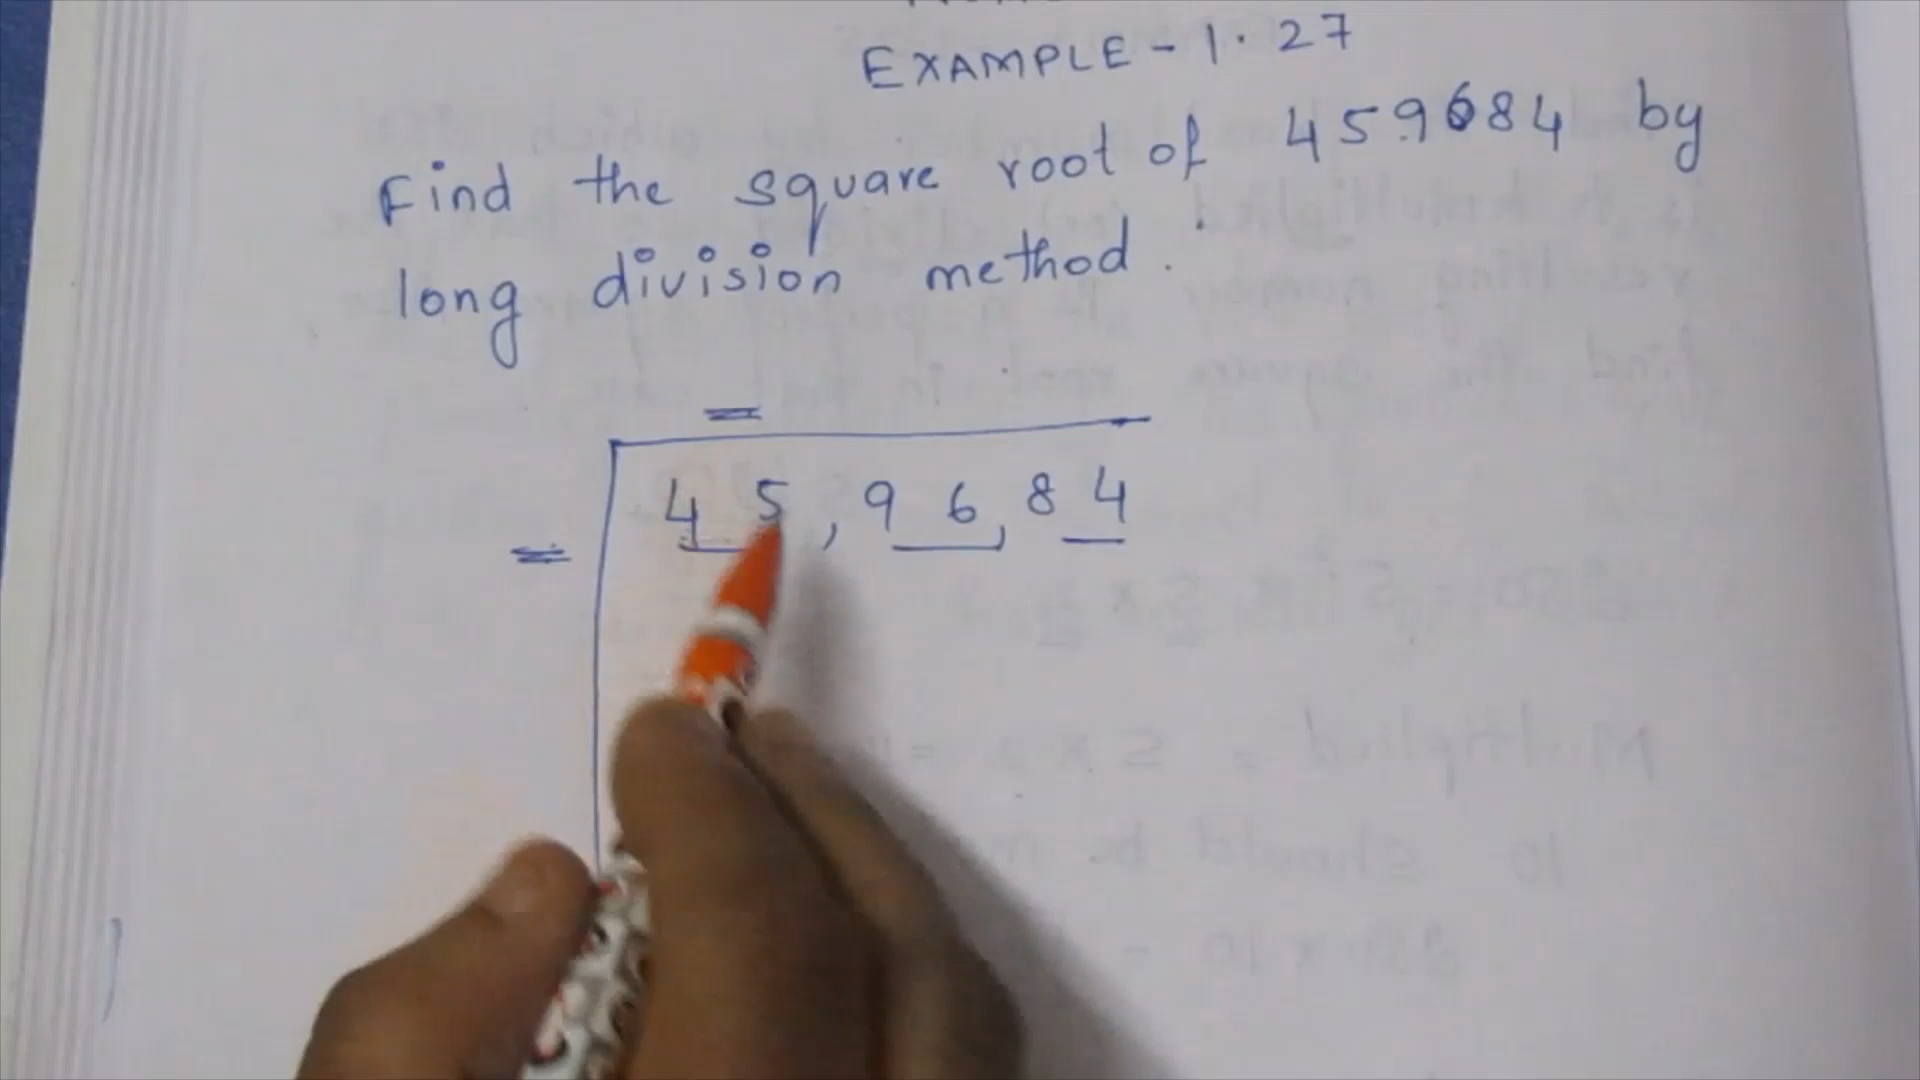 EXAMPLE - 1.27
Find the square root of 459684 by
long division method.
45,96,84